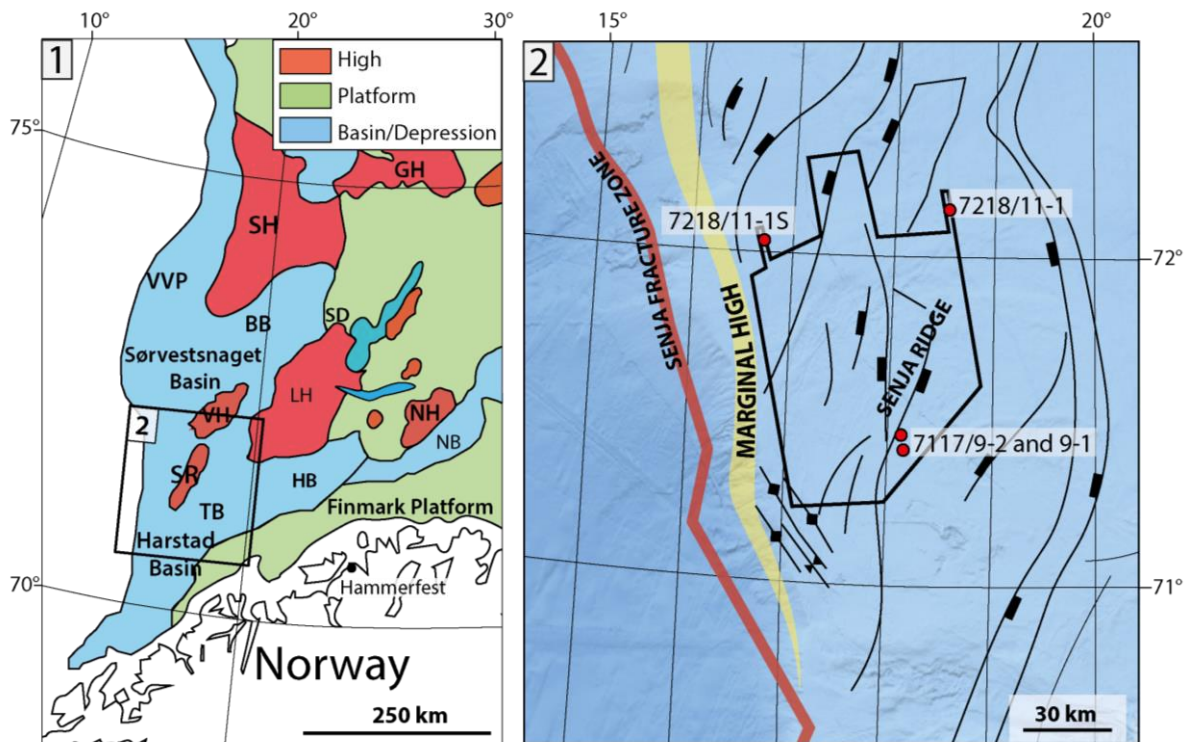 10°
20°
30°
1
High
Platform
Basin/Depression
75°
GH
SH
VVP
BB
SD
Sørvestsnaget
Basin
LH
VH
NH
2
NB
SR
HB
TB
Finmark Platform
Harstad
Basin
70°
Hammerfest
Norway
250 km
15°
20°
2
SENJA FRACTURE ZONE
7218/11-1S
7218/11-1
72°
MARGINAL HIGH
SENJA RIDGE
7117/9-2 and 9-1
71°
30 km